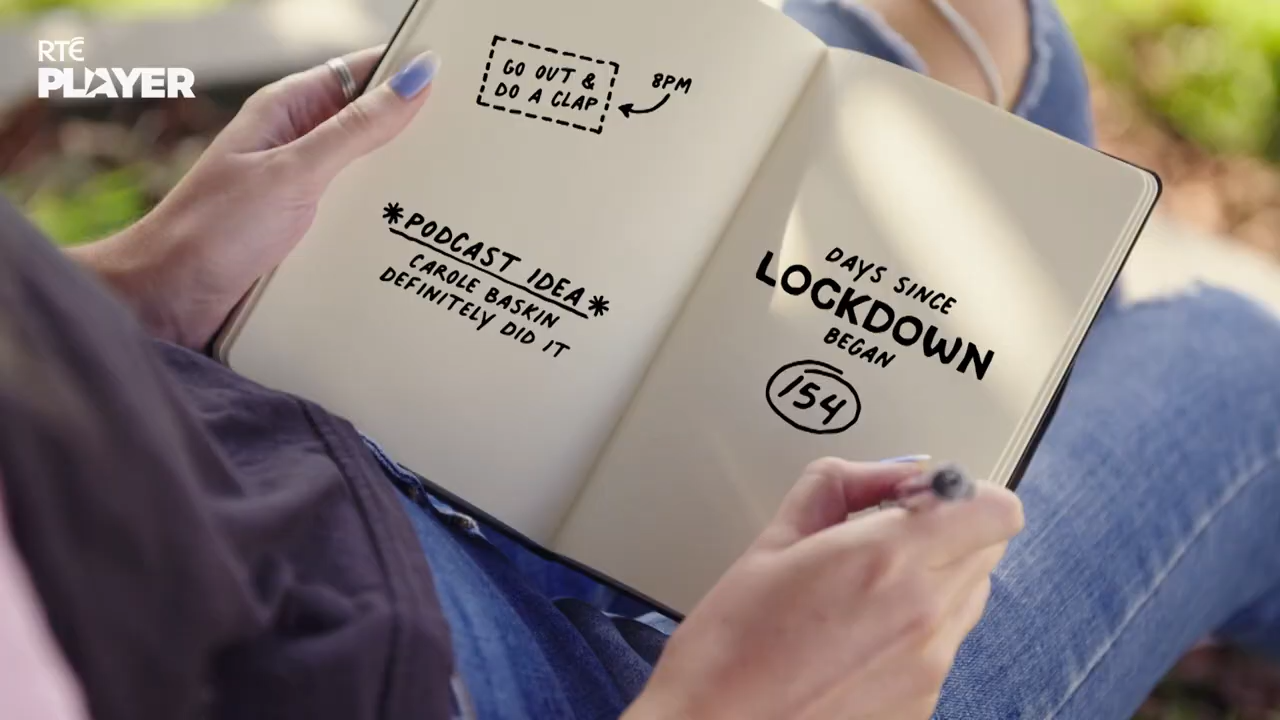 RTÉ
PLAYER
GO OUT &
DO A CLAP
8PM
*PODCAST IDEA*
CAROLE BASKIN
DEFINITELY DID IT
DAYS SINCE
LOCKDOWN
BEGAN
154